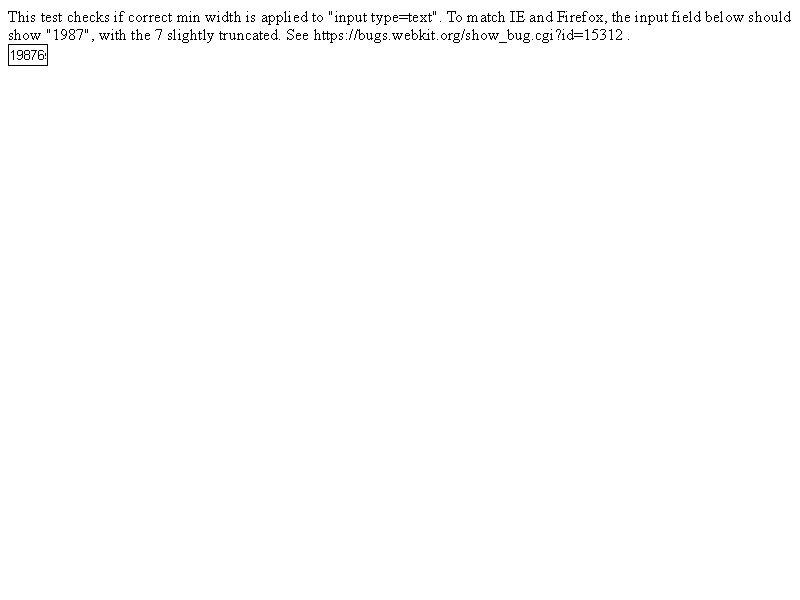 This test checks if correct min width is applied to "input type=text". To match IE and Firefox, the input field below should
show "1987", with the 7 slightly truncated. See https://bugs.webkit.org/show_bug.cgi?id=15312 .
19876